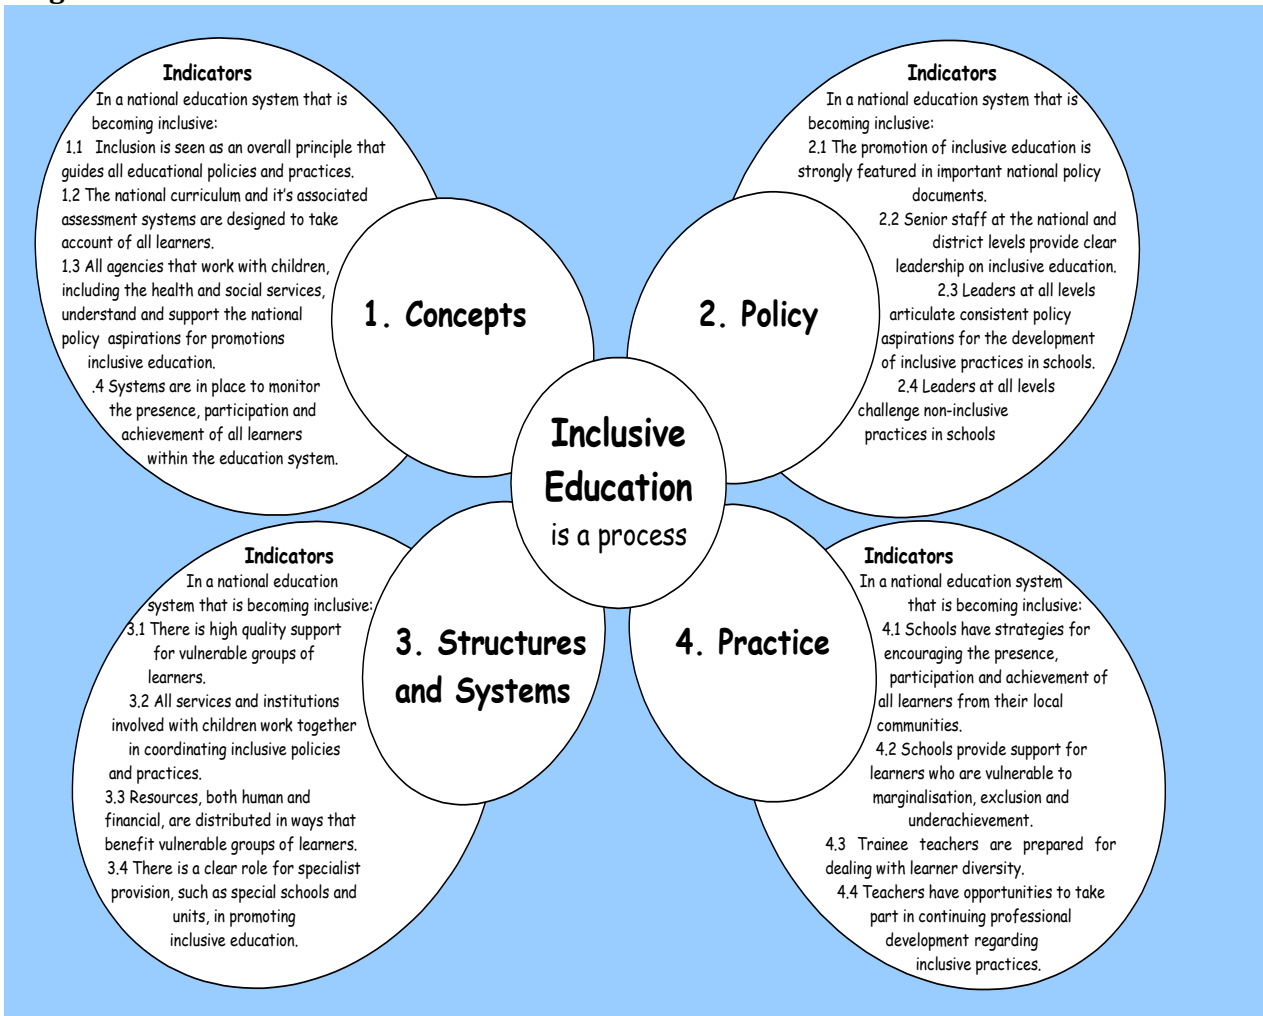 Indicators
In a national education system that is
becoming inclusive:
1.1 Inclusion is seen as an overall principle that
guides all educational policies and practices.
1.2 The national curriculum and it's associated
assessment systems are designed to take
account of all learners.
1.3 All agencies that work with children,
including the health and social services,
understand and support the national
policy aspirations for promotions
inclusive education.
.4 Systems are in place to monitor
the presence, participation and
achievement of all learners
within the education system.
1. Concepts
Indicators
In a national education system that is
becoming inclusive:
2.1 The promotion of inclusive education is
strongly featured in important national policy
documents.
2.2 Senior staff at the national and
district levels provide clear
leadership on inclusive education.
2.3 Leaders at all levels
articulate consistent policy
aspirations for the development
of inclusive practices in schools.
2.4 Leaders at all levels
challenge non-inclusive
practices in schools
2. Policy
Inclusive
Education
is a process
Indicators
In a national education
system that is becoming inclusive:
3.1 There is high quality support
for vulnerable groups of
learners.
3.2 All services and institutions
involved with children work together
in coordinating inclusive policies
and practices.
3.3 Resources, both human and
financial, are distributed in ways that
benefit vulnerable groups of learners.
3.4 There is a clear role for specialist
provision, such as special schools and
units, in promoting
inclusive education.
3. Structures
and Systems
4. Practice
Indicators
In a national education system
that is becoming inclusive:
4.1 Schools have strategies for
encouraging the presence,
participation and achievement of
all learners from their local
communities.
4.2 Schools provide support for
learners who are vulnerable to
marginalisation, exclusion and
underachievement.
4.3 Trainee teachers are prepared for
dealing with learner diversity.
4.4 Teachers have opportunities to take
part in continuing professional
development regarding
inclusive practices.